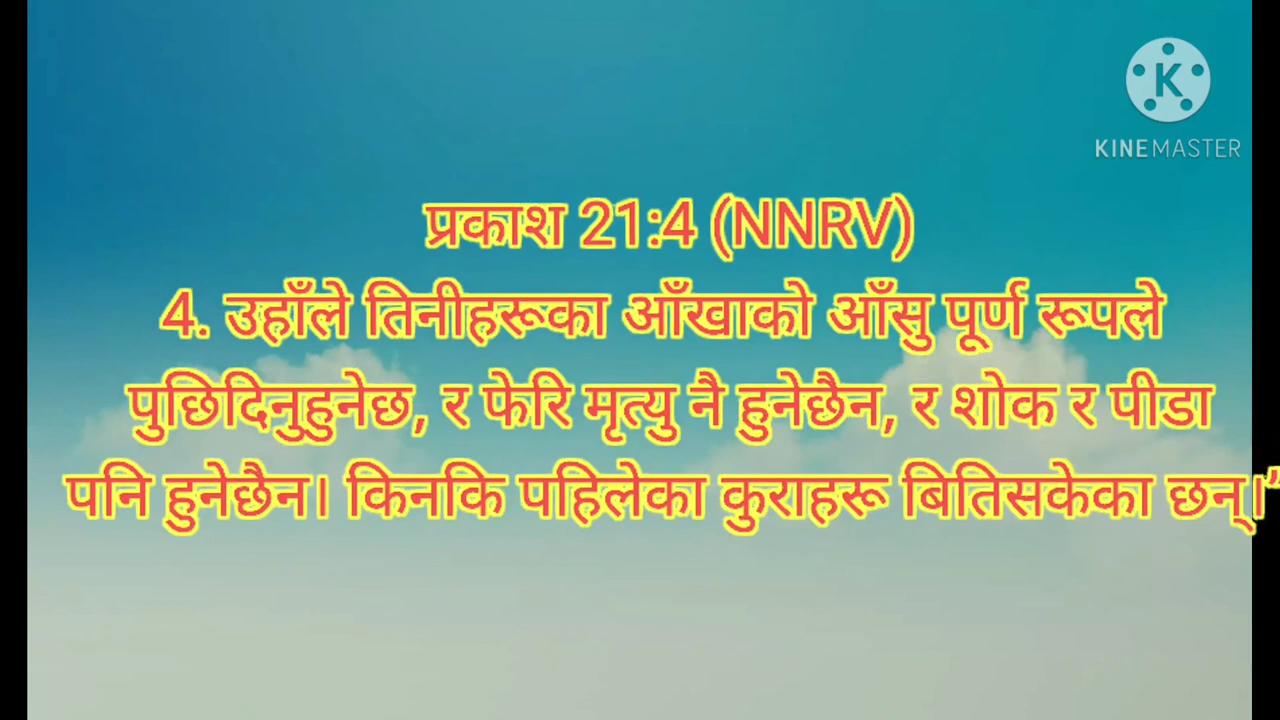 K
KINEMASTER
प्रकाश 21:4 (NNRV)
4. उहाँले तिनीहरूका आँखाको आँसु पूर्ण रूपले
पुछिदिनुहुनेछ, र फेरि मृत्यु नै हुनेछैन, र शोक र पीडा
पनि हुनेछैन। किनकि पहिलेका कुराहरू बितिसकेका छन्।”